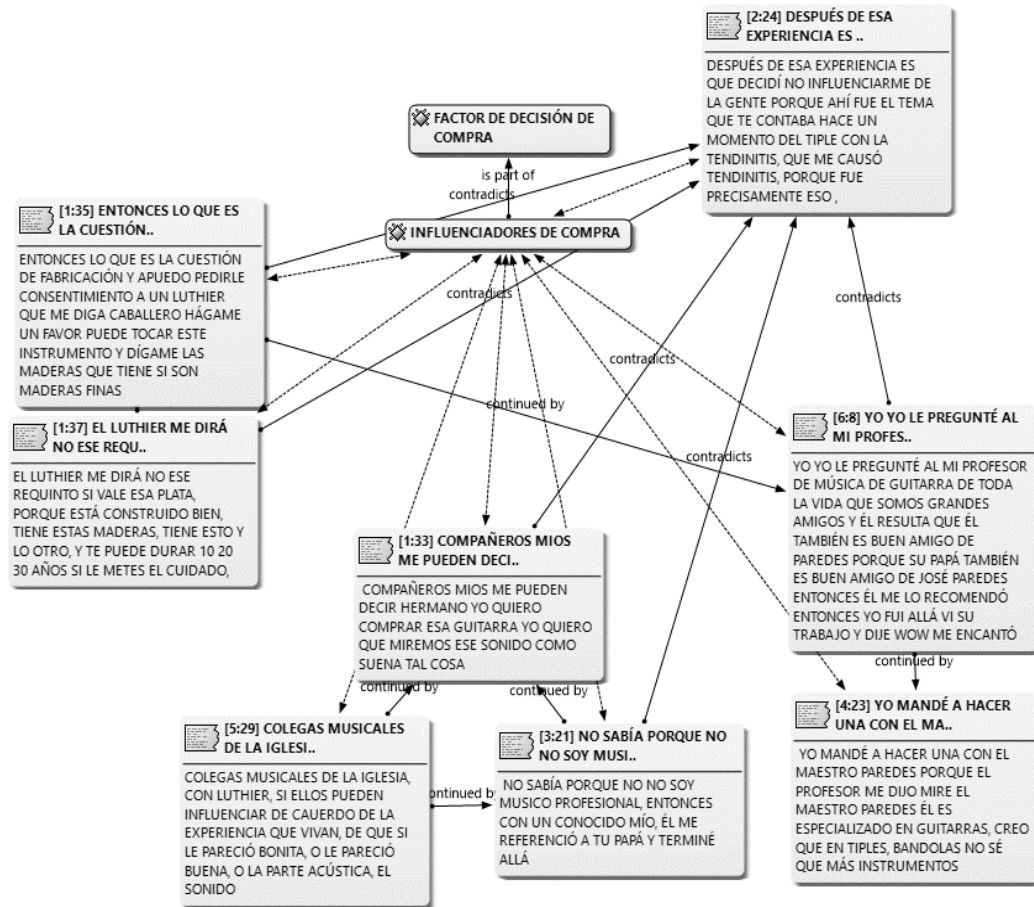 [2:24] DESPUÉS DE ESA
EXPERIENCIA ES ..
DESPUÉS DE ESA EXPERIENCIA ES
QUE DECIDÍ NO INFLUENCIARME DE
LA GENTE PORQUE AHÍ FUE EL TEMA
QUE TE CONTABA HACE UN
MOMENTO DEL TIPLE CON LA
TENDINITIS, QUE ME CAUSÓ
TENDINITIS, PORQUE FUE
PRECISAMENTE ESO ,
FACTOR DE DECISIÓN DE
COMPRA
is part of
contradicts
INFLUENCIADORES DE COMPRA
[1:35] ENTONCES LO QUE ES
LA CUESTIÓN..
ENTONCES LO QUE ES LA CUESTIÓN
DE FABRICACIÓN Y APUEDO PEDIRLE
CONSENTIMIENTO A UN LUTHIER
QUE ME DIGA CABALLERO HÁGAME
UN FAVOR PUEDE TOCAR ESTE
INSTRUMENTO Y DÍGAME LAS
MADERAS QUE TIENE SI SON
MADERAS FINAS
contradicts
contradicts
contradicts
continued by
contradicts
[1:37] EL LUTHIER ME DIRÁ
NO ESE REQU..
EL LUTHIER ME DIRÁ NO ESE
REQUINTO SI VALE ESA PLATA,
PORQUE ESTÁ CONSTRUIDO BIEN,
TIENE ESTAS MADERAS, TIENE ESTO Y
LO OTRO, Y TE PUEDE DURAR 10 20
30 AÑOS SI LE METES EL CUIDADO,
[6:8] YO YO LE PREGUNTÉ AL
MI PROFES..
YO YO LE PREGUNTÉ AL MI PROFESOR
DE MÚSICA DE GUITARRA DE TODA
LA VIDA QUE SOMOS GRANDES
AMIGOS Y ÉL RESULTA QUE ÉL
TAMBIÉN ES BUEN AMIGO DE
PAREDES PORQUE SU PAPÁ TAMBIÉN
ES BUEN AMIGO DE JOSÉ PAREDES
ENTONCES ÉL ME LO RECOMENDÓ
ENTONCES YO FUI ALLÁ VI SU
TRABAJO Y DIJE WOW ME ENCANTÓ
[1:33] COMPAÑEROS MIOS
ME PUEDEN DECI..
COMPAÑEROS MIOS ME PUEDEN
DECIR HERMANO YO QUIERO
COMPRAR ESA GUITARRA YO QUIERO
QUE MIREMOS ESE SONIDO COMO
SUENA TAL COSA
continued by
continued by
continued by
[5:29] COLEGAS MUSICALES
DE LA IGLESI..
COLEGAS MUSICALES DE LA IGLESIA,
CON LUTHIER, SI ELLOS PUEDEN
INFLUENCIAR DE CAUERDO DE LA
EXPERIENCIA QUE VIVAN, DE QUE SI
LE PARECIÓ BONITA, O LE PARECIÓ
BUENA, O LA PARTE ACÚSTICA, EL
SONIDO
continued by
[3:21] NO SABÍA PORQUE NO
NO SOY MUSI..
NO SABÍA PORQUE NO NO SOY
MUSICO PROFESIONAL, ENTONCES
CON UN CONOCIDO MÍO, ÉL ME
REFERENCIÓ A TU PAPÁ Y TERMINÉ
ALLÁ
[4:23] YO MANDÉ A HACER
UNA CON EL MA..
YO MANDÉ A HACER UNA CON EL
MAESTRO PAREDES PORQUE EL
PROFESOR ME DIJO MIRE EL
MAESTRO PAREDES ÉL ES
ESPECIALIZADO EN GUITARRAS, CREO
QUE EN TIPLES, BANDOLAS NO SÉ
QUE MÁS INSTRUMENTOS